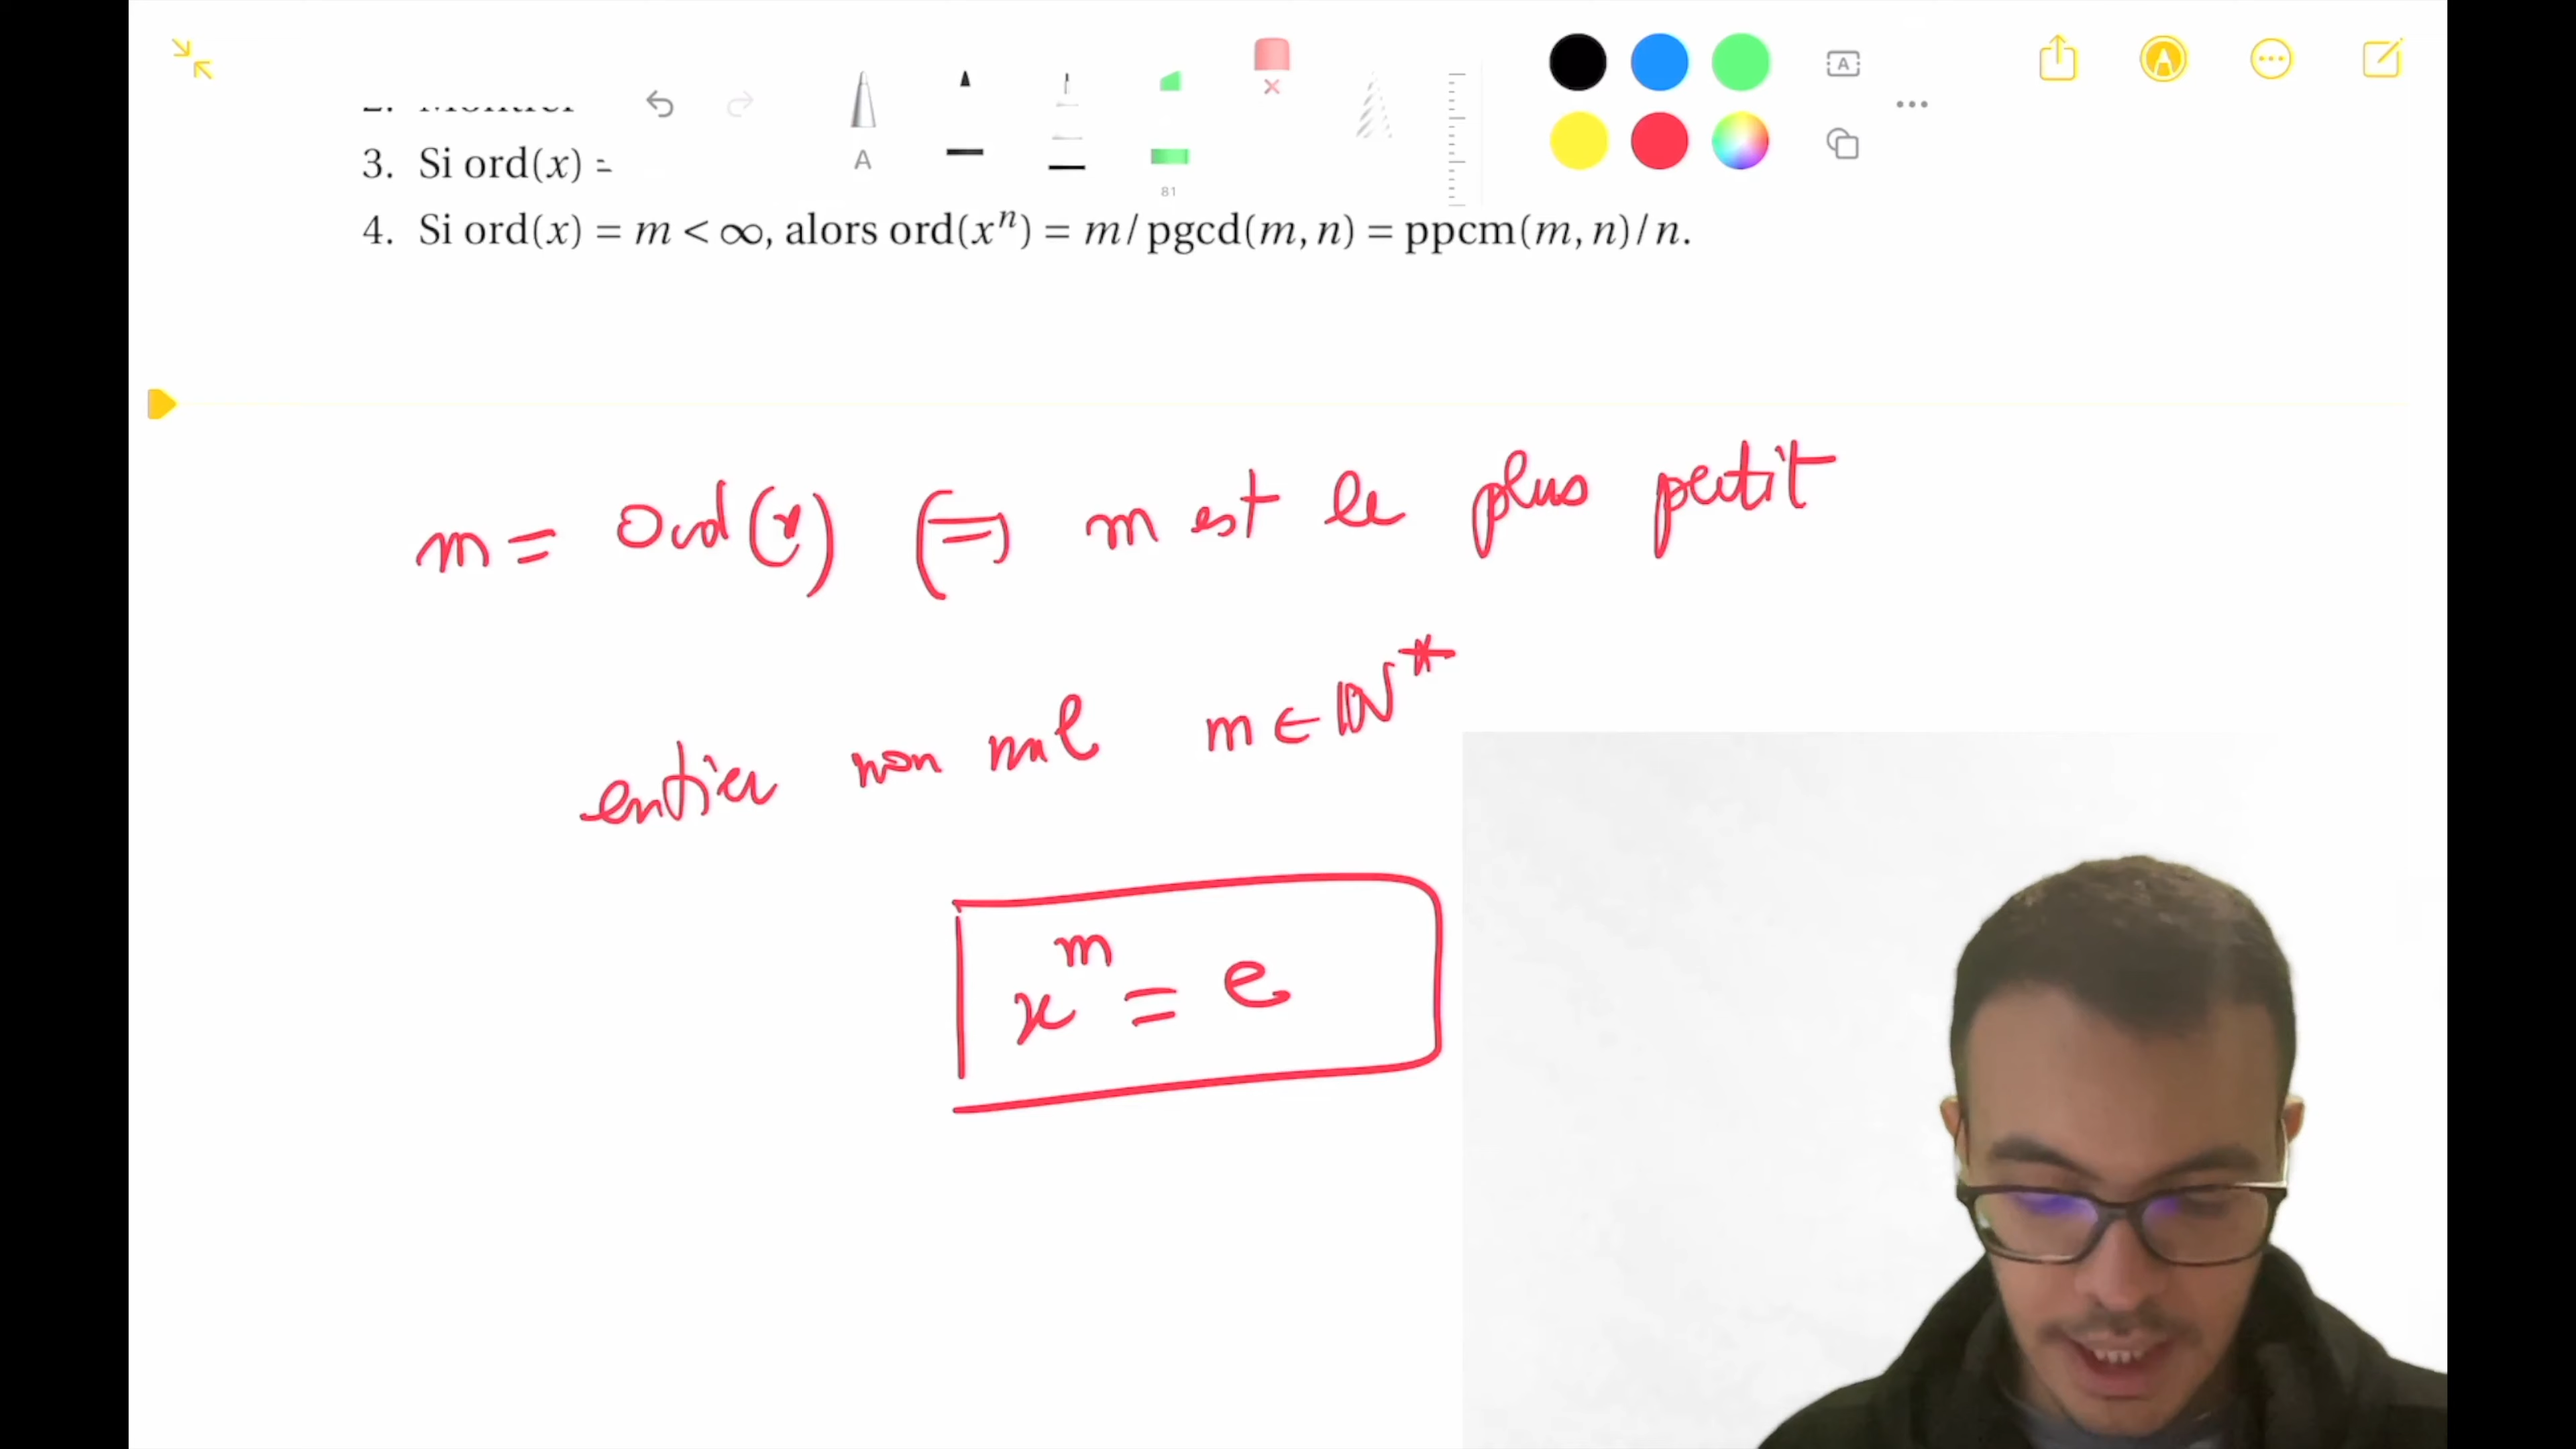 3. Si ord(x) =
4. Si ord(x) = m < ∞, alors ord(xⁿ) = m/pgcd(m, n) = ppcm(m, n)/n.
A
81
A
m = Ord(x) ⟺ m est le plus petit
entier non nul m ∈ ℕ*
xᵐ = e